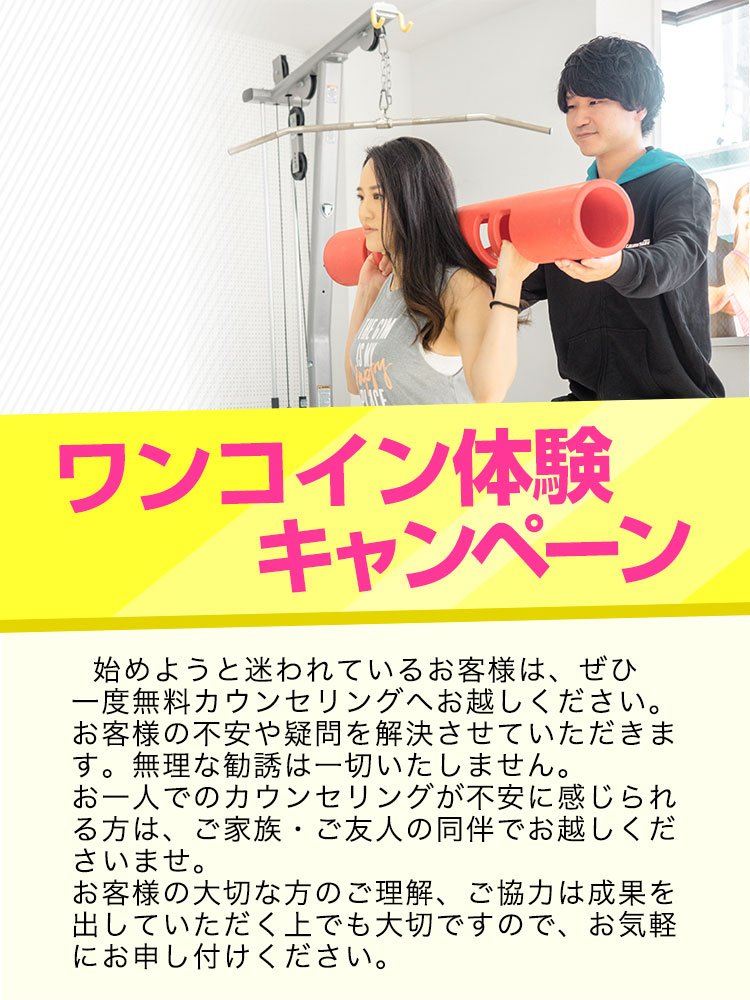 THE GYM
IS MY
happy
PLACE
ワンコイン体験
キャンペーン
始めようと迷われているお客様は、ぜひ
一度無料カウンセリングへお越しください。
お客様の不安や疑問を解決させていただきま
す。無理な勧誘は一切いたしません。
お一人でのカウンセリングが不安に感じられ
る方は、ご家族・ご友人の同伴でお越しくだ
さいませ。
お客様の大切な方のご理解、ご協力は成果を
出していただく上でも大切ですので、お気軽
にお申し付けください。